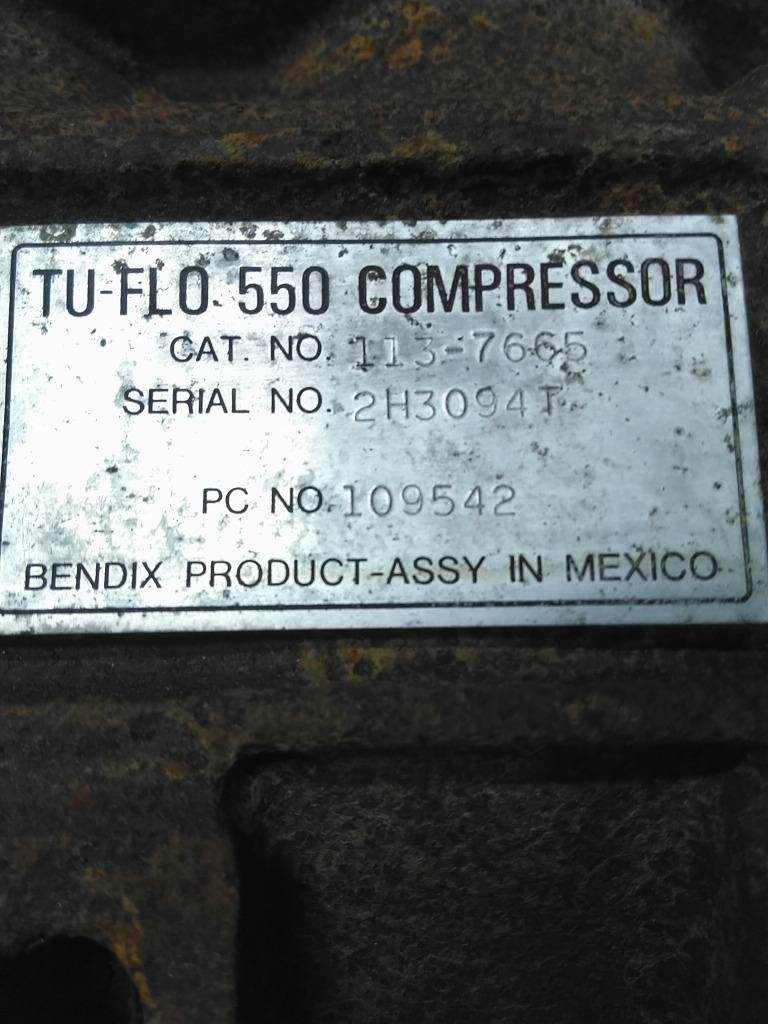 TU-FLO 550 COMPRESSOR
CAT. NO. 113-7665
SERIAL NO. 2H3094T
PC NO. 109542
BENDIX PRODUCT-ASSY IN MEXICO